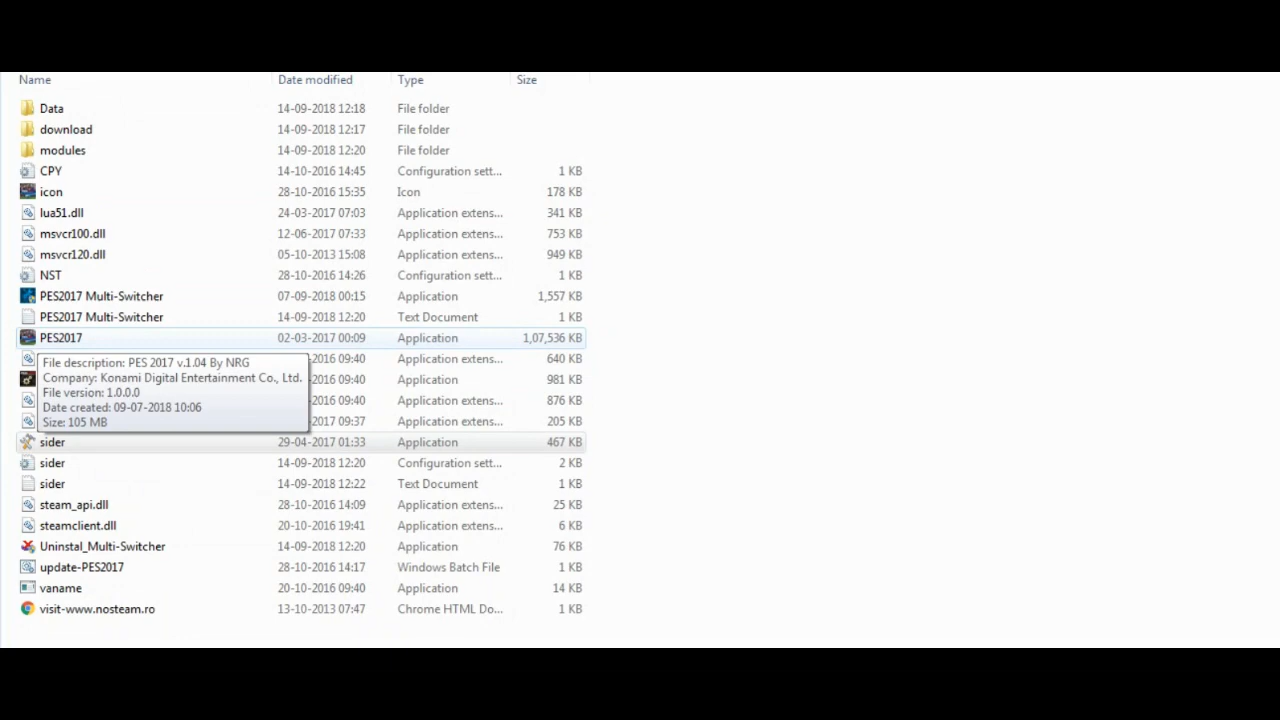 Name Date modified Type Size
Data 14-09-2018 12:18 File folder
download 14-09-2018 12:17 File folder
modules 14-09-2018 12:20 File folder
CPY 14-10-2016 14:45 Configuration sett... 1 KB
icon 28-10-2016 15:35 Icon 178 KB
lua51.dll 24-03-2017 07:03 Application extens... 341 KB
msvcr100.dll 12-06-2017 07:33 Application extens... 753 KB
msvcr120.dll 05-10-2013 15:08 Application extens... 949 KB
NST 28-10-2016 14:26 Configuration sett... 1 KB
PES2017 Multi-Switcher 07-09-2018 00:15 Application 1,557 KB
PES2017 Multi-Switcher 14-09-2018 12:20 Text Document 1 KB
PES2017 02-03-2017 00:09 Application 1,07,536 KB
File description: PES 2017 v.1.04 By NRG
Company: Konami Digital Entertainment Co., Ltd.
File version: 1.0.0.0
Date created: 09-07-2018 10:06
Size: 105 MB
-2016 09:40 Application extens... 640 KB
-2016 09:40 Application 981 KB
-2016 09:40 Application extens... 876 KB
-2017 09:37 Application extens... 205 KB
sider 29-04-2017 01:33 Application 467 KB
sider 14-09-2018 12:20 Configuration sett... 2 KB
sider 14-09-2018 12:22 Text Document 1 KB
steam_api.dll 28-10-2016 14:09 Application extens... 25 KB
steamclient.dll 20-10-2016 19:41 Application extens... 6 KB
Uninstal_Multi-Switcher 14-09-2018 12:20 Application 76 KB
update-PES2017 28-10-2016 14:17 Windows Batch File 1 KB
vaname 20-10-2016 09:40 Application 14 KB
visit-www.nosteam.ro 13-10-2013 07:47 Chrome HTML Do... 1 KB